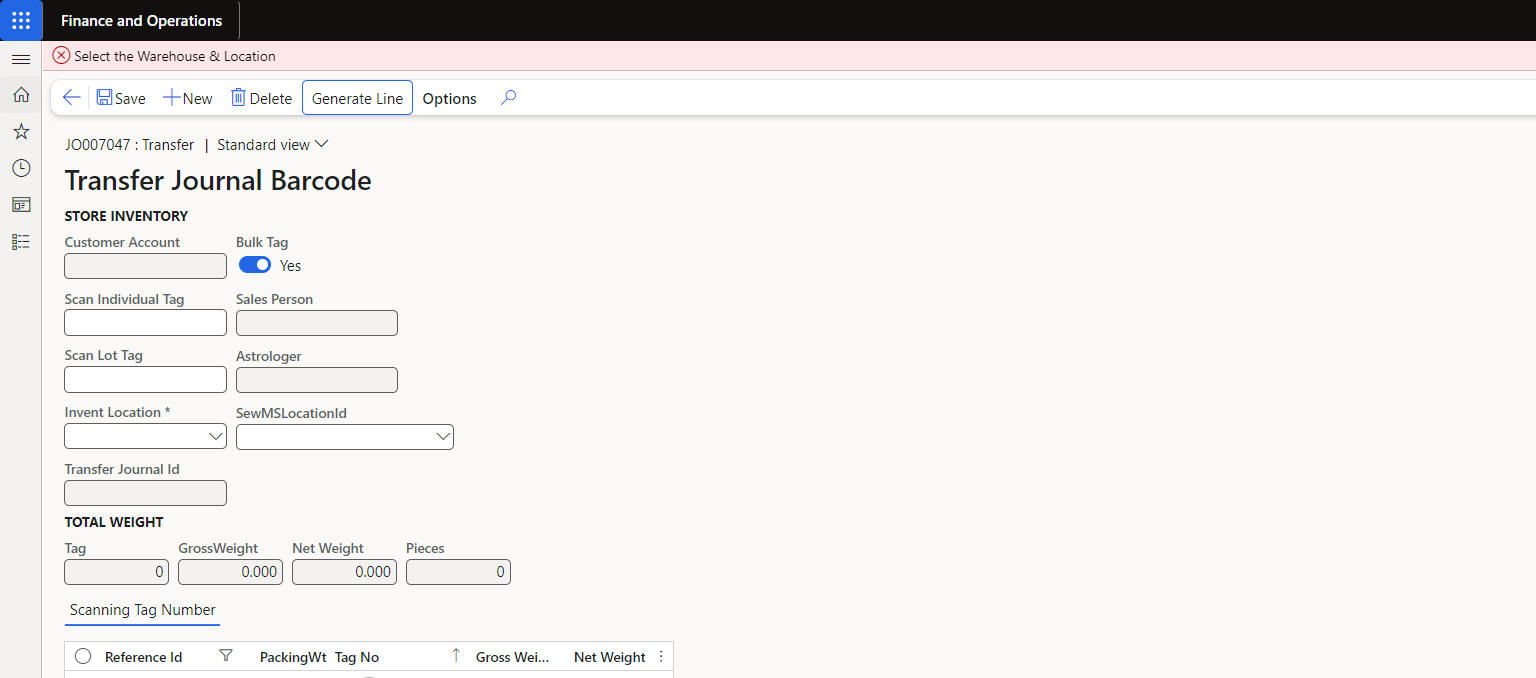 Finance and Operations
Select the Warehouse & Location
Save New Delete Generate Line Options
JO007047 : Transfer | Standard view
Transfer Journal Barcode
STORE INVENTORY
Customer Account Bulk Tag
Yes
Scan Individual Tag Sales Person
Scan Lot Tag Astrologer
Invent Location * SewMSLocationId
Transfer Journal Id
TOTAL WEIGHT
Tag GrossWeight Net Weight Pieces
0 0.000 0.000 0
Scanning Tag Number
Reference Id PackingWt Tag No Gross Wei... Net Weight